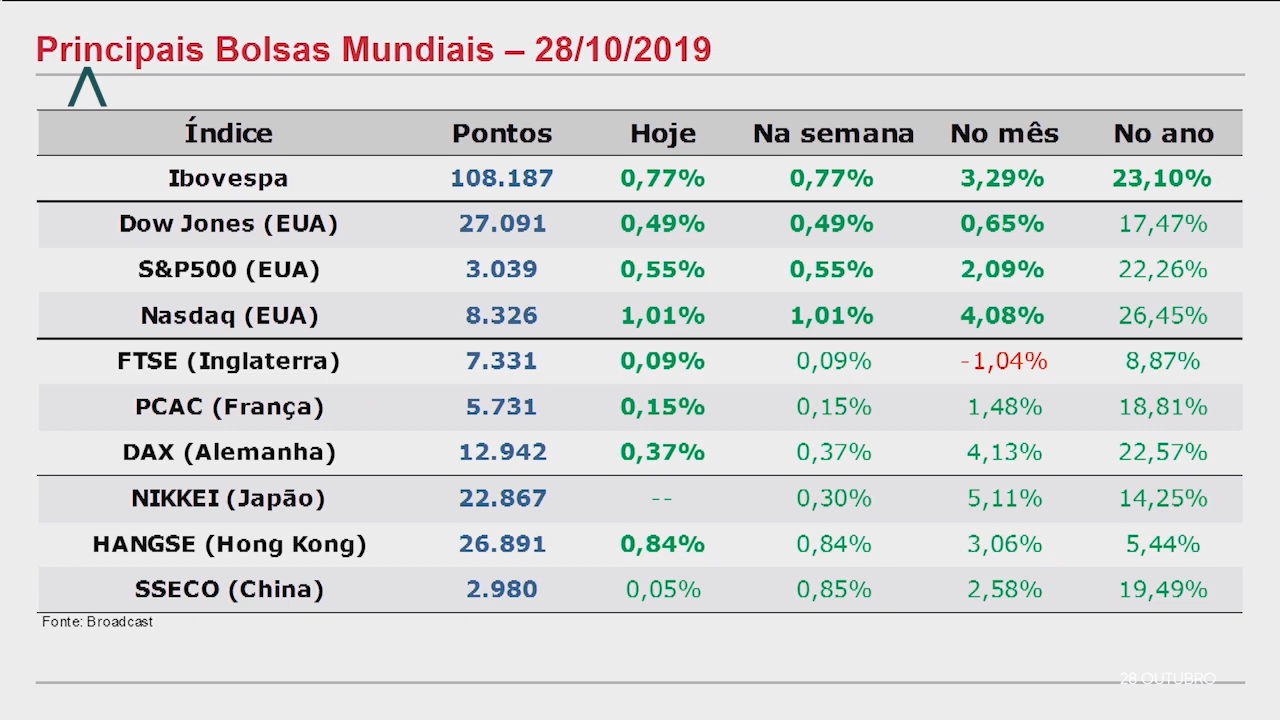 Principais Bolsas Mundiais – 28/10/2019
Índice Pontos Hoje Na semana No mês No ano
Ibovespa 108.187 0,77% 0,77% 3,29% 23,10%
Dow Jones (EUA) 27.091 0,49% 0,49% 0,65% 17,47%
S&P500 (EUA) 3.039 0,55% 0,55% 2,09% 22,26%
Nasdaq (EUA) 8.326 1,01% 1,01% 4,08% 26,45%
FTSE (Inglaterra) 7.331 0,09% 0,09% -1,04% 8,87%
PCAC (França) 5.731 0,15% 0,15% 1,48% 18,81%
DAX (Alemanha) 12.942 0,37% 0,37% 4,13% 22,57%
NIKKEI (Japão) 22.867 -- 0,30% 5,11% 14,25%
HANGSE (Hong Kong) 26.891 0,84% 0,84% 3,06% 5,44%
SSECO (China) 2.980 0,05% 0,85% 2,58% 19,49%
Fonte: Broadcast
28 OUTUBRO